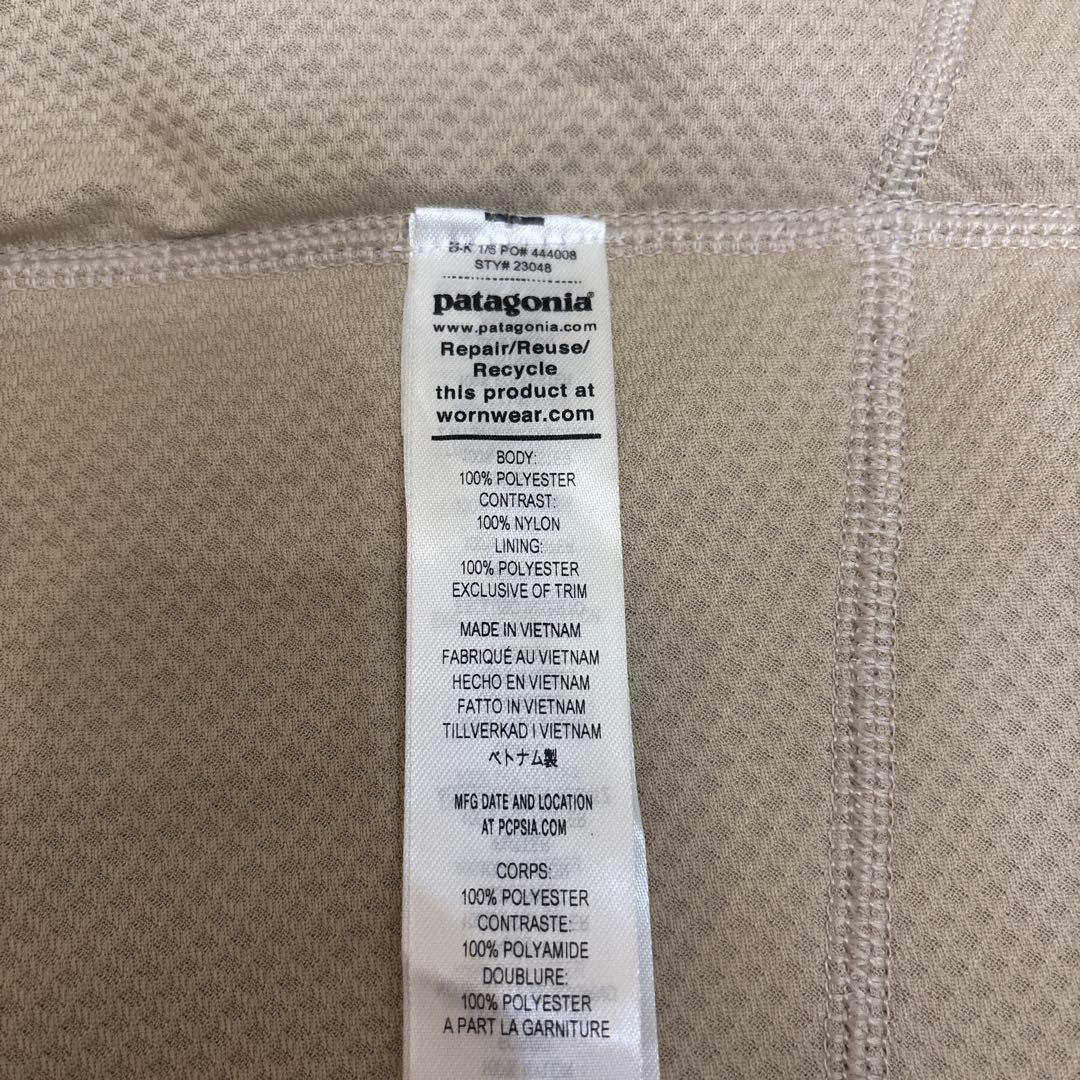 1/6 PO# 444008
STY# 23048
patagonia®
www.patagonia.com
Repair/Reuse/
Recycle
this product at
wornwear.com
BODY:
100% POLYESTER
CONTRAST:
100% NYLON
LINING:
100% POLYESTER
EXCLUSIVE OF TRIM
MADE IN VIETNAM
FABRIQUÉ AU VIETNAM
HECHO EN VIETNAM
FATTO IN VIETNAM
TILLVERKAD I VIETNAM
ベトナム製
MFG DATE AND LOCATION
AT PCPSIA.COM
CORPS:
100% POLYESTER
CONTRASTE:
100% POLYAMIDE
DOUBLURE:
100% POLYESTER
A PART LA GARNITURE